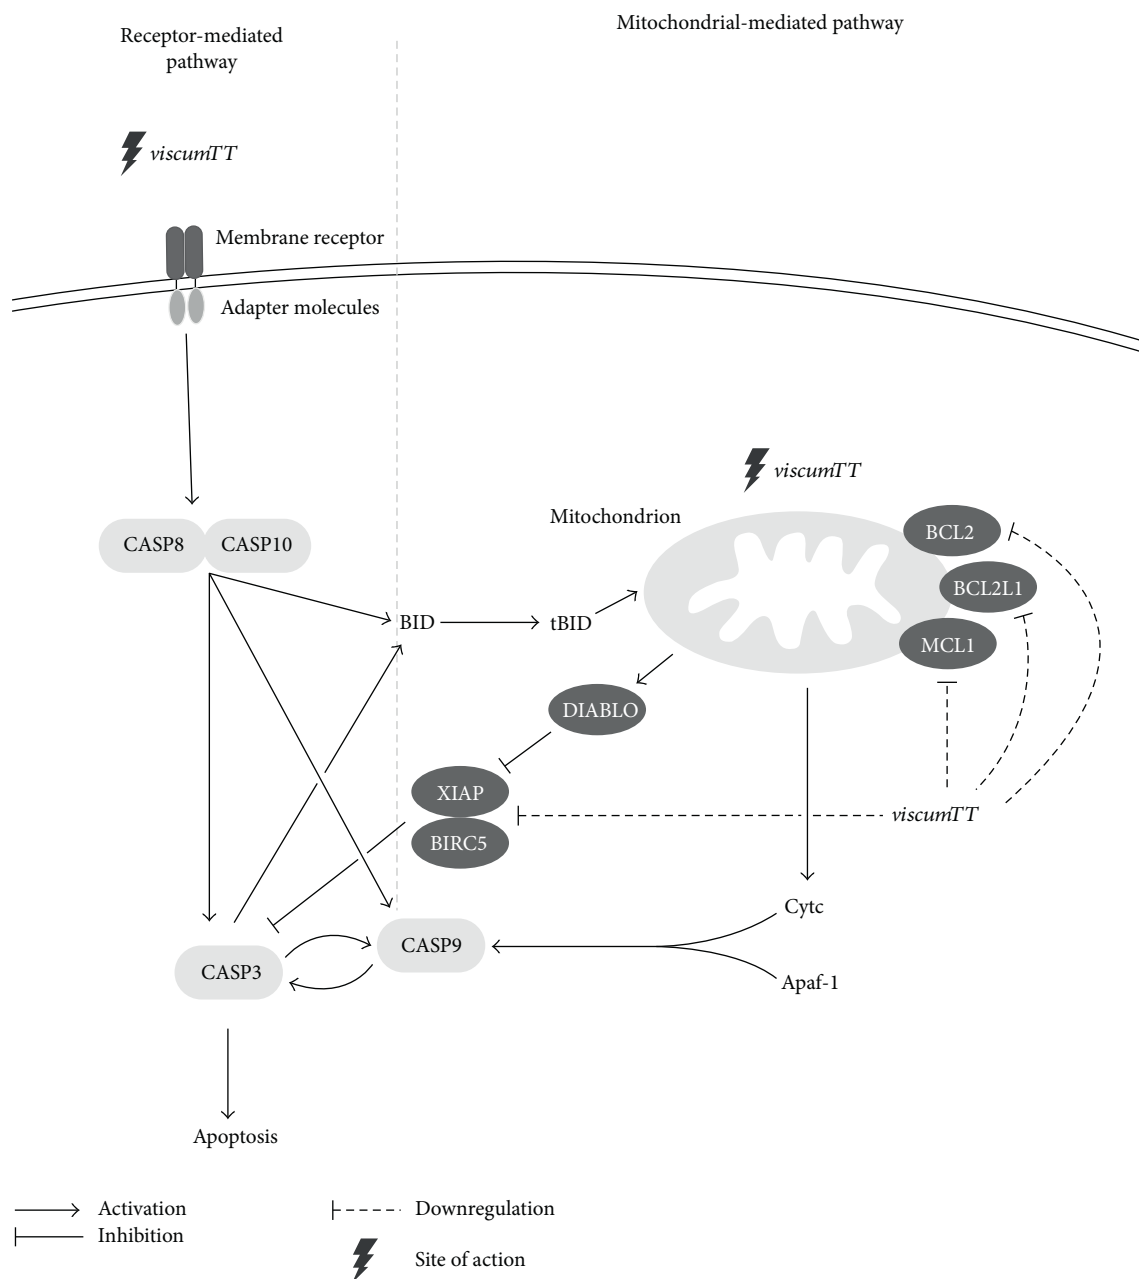 Receptor-mediated
pathway
Mitochondrial-mediated pathway
viscumTT
Membrane receptor
Adapter molecules
viscumTT
Mitochondrion
BCL2
CASP8
CASP10
BCL2L1
BID
tBID
MCL1
DIABLO
XIAP
viscumTT
BIRC5
Cytc
CASP9
CASP3
Apaf-1
Apoptosis
Activation
Downregulation
Inhibition
Site of action